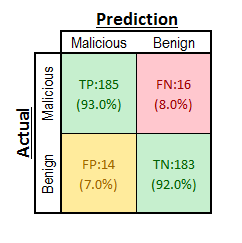 Prediction
Malicious Benign
Actual
Malicious
TP:185
(93.0%)
FN:16
(8.0%)
Benign
FP:14
(7.0%)
TN:183
(92.0%)